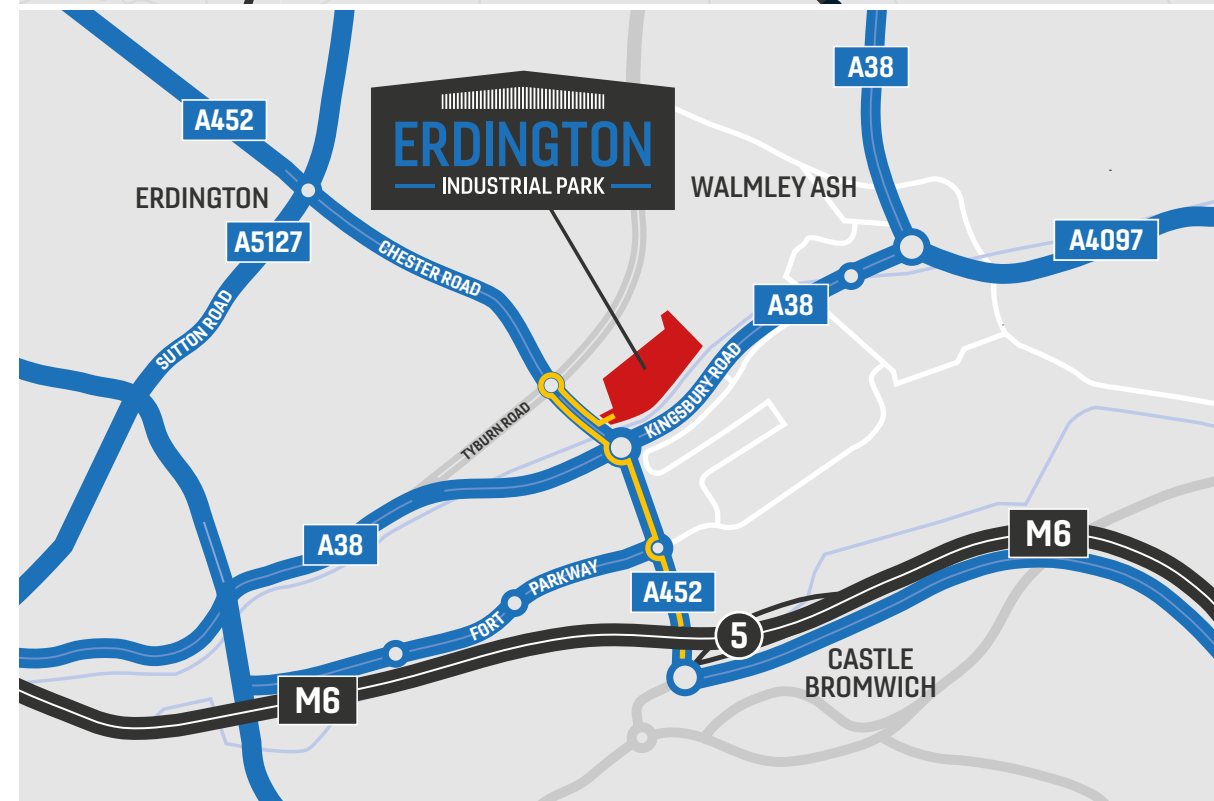 A38
A452
ERDINGTON
INDUSTRIAL PARK
ERDINGTON
WALMLEY ASH
A5127
A4097
CHESTER ROAD
A38
SUTTON ROAD
KINGSBURY ROAD
TYBURN ROAD
A38
M6
FORT PARKWAY
A452
5
CASTLE
BROMWICH
M6